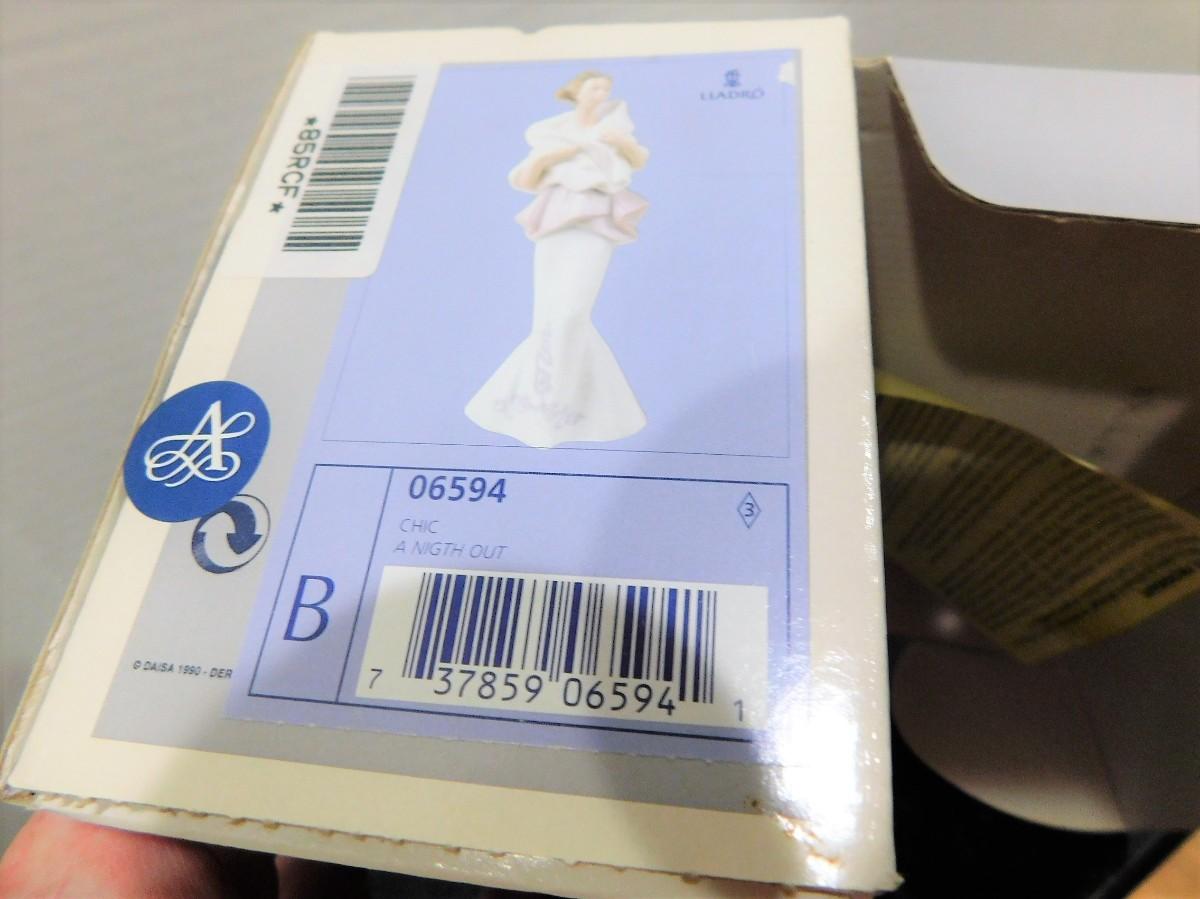 *85RCF*
LLADRÓ
A
06594
3
CHIC
A NIGTH OUT
B
7 37859 06594 1
© DAISA 1990 - DER